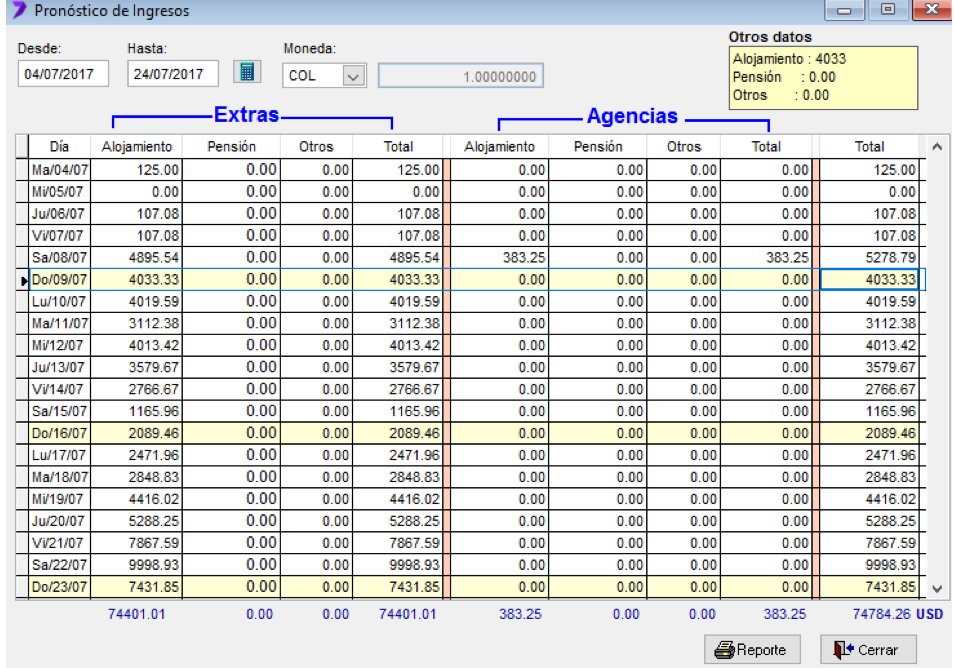 Pronóstico de Ingresos
Desde: Hasta: Moneda:
04/07/2017 24/07/2017 COL 1.00000000
Otros datos
Alojamiento : 4033
Pensión : 0.00
Otros : 0.00
Extras Agencias
Día Alojamiento Pensión Otros Total Alojamiento Pensión Otros Total Total
Ma/04/07 125.00 0.00 0.00 125.00 0.00 0.00 0.00 0.00 125.00
Mi/05/07 0.00 0.00 0.00 0.00 0.00 0.00 0.00 0.00 0.00
Ju/06/07 107.08 0.00 0.00 107.08 0.00 0.00 0.00 0.00 107.08
Vi/07/07 107.08 0.00 0.00 107.08 0.00 0.00 0.00 0.00 107.08
Sa/08/07 4895.54 0.00 0.00 4895.54 383.25 0.00 0.00 383.25 5278.79
Do/09/07 4033.33 0.00 0.00 4033.33 0.00 0.00 0.00 0.00 4033.33
Lu/10/07 4019.59 0.00 0.00 4019.59 0.00 0.00 0.00 0.00 4019.59
Ma/11/07 3112.38 0.00 0.00 3112.38 0.00 0.00 0.00 0.00 3112.38
Mi/12/07 4013.42 0.00 0.00 4013.42 0.00 0.00 0.00 0.00 4013.42
Ju/13/07 3579.67 0.00 0.00 3579.67 0.00 0.00 0.00 0.00 3579.67
Vi/14/07 2766.67 0.00 0.00 2766.67 0.00 0.00 0.00 0.00 2766.67
Sa/15/07 1165.96 0.00 0.00 1165.96 0.00 0.00 0.00 0.00 1165.96
Do/16/07 2089.46 0.00 0.00 2089.46 0.00 0.00 0.00 0.00 2089.46
Lu/17/07 2471.96 0.00 0.00 2471.96 0.00 0.00 0.00 0.00 2471.96
Ma/18/07 2848.83 0.00 0.00 2848.83 0.00 0.00 0.00 0.00 2848.83
Mi/19/07 4416.02 0.00 0.00 4416.02 0.00 0.00 0.00 0.00 4416.02
Ju/20/07 5288.25 0.00 0.00 5288.25 0.00 0.00 0.00 0.00 5288.25
Vi/21/07 7867.59 0.00 0.00 7867.59 0.00 0.00 0.00 0.00 7867.59
Sa/22/07 9998.93 0.00 0.00 9998.93 0.00 0.00 0.00 0.00 9998.93
Do/23/07 7431.85 0.00 0.00 7431.85 0.00 0.00 0.00 0.00 7431.85
74401.01 0.00 0.00 74401.01 383.25 0.00 0.00 383.25 74784.26 USD
Reporte Cerrar